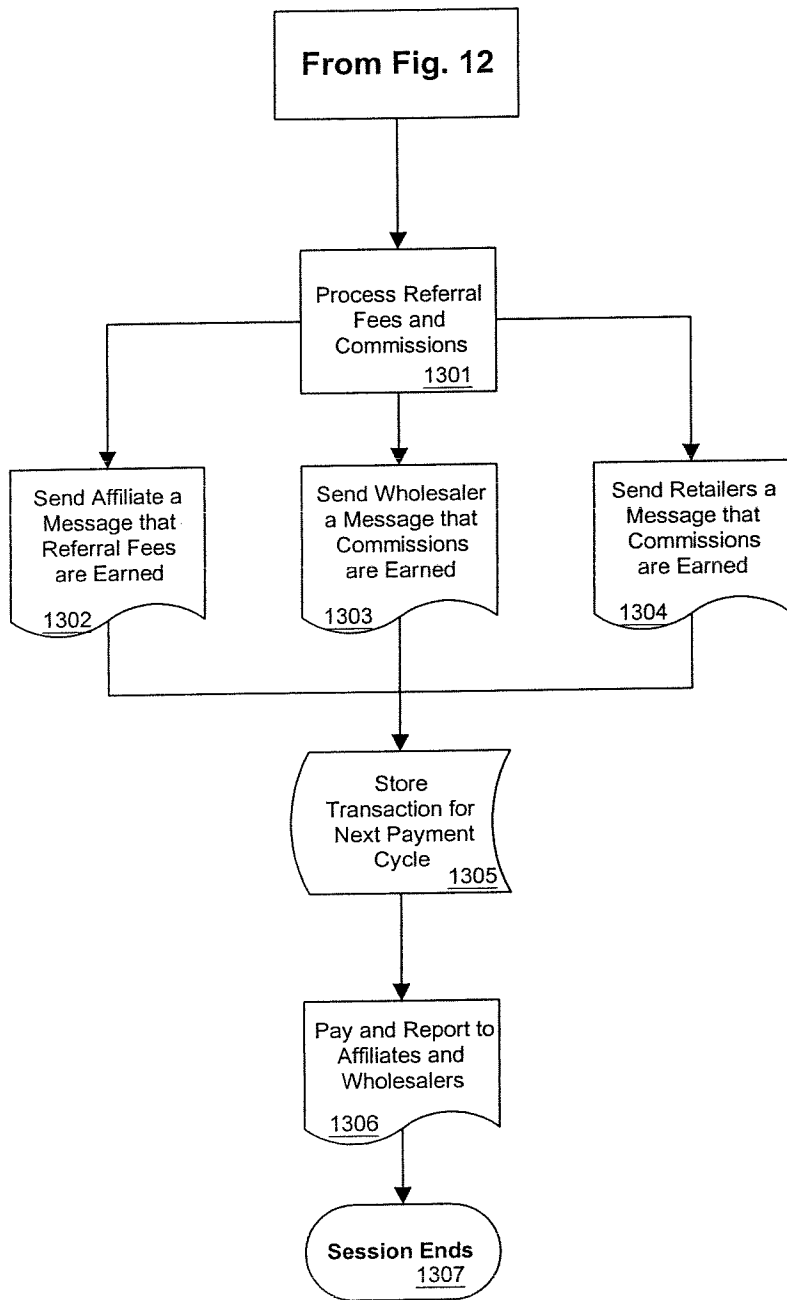 From Fig. 12
Process Referral
Fees and
Commissions
1301
Send Affiliate a
Message that
Referral Fees
are Earned
1302
Send Wholesaler
a Message that
Commissions
are Earned
1303
Send Retailers a
Message that
Commissions
are Earned
1304
Store
Transaction for
Next Payment
Cycle
1305
Pay and Report to
Affiliates and
Wholesalers
1306
Session Ends
1307